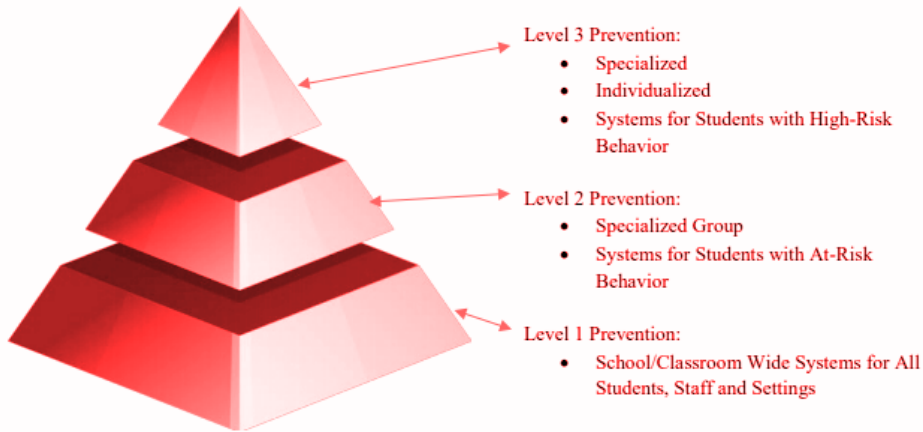 Level 3 Prevention:
• Specialized
• Individualized
• Systems for Students with High-Risk
Behavior
Level 2 Prevention:
• Specialized Group
• Systems for Students with At-Risk
Behavior
Level 1 Prevention:
• School/Classroom Wide Systems for All
Students, Staff and Settings